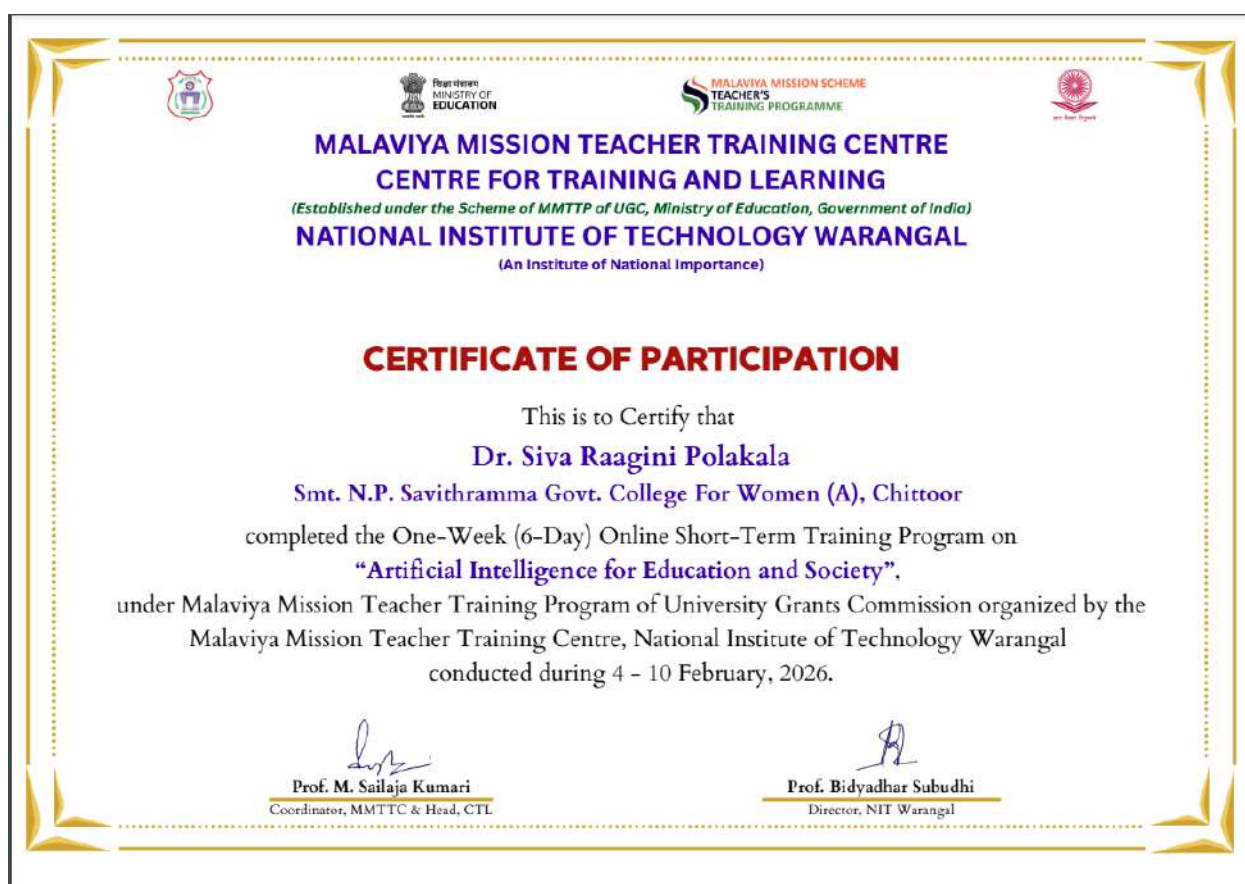 शिक्षा मंत्रालय
MINISTRY OF
EDUCATION
MALAVIYA MISSION SCHEME
TEACHER'S
TRAINING PROGRAMME
MALAVIYA MISSION TEACHER TRAINING CENTRE
CENTRE FOR TRAINING AND LEARNING
(Established under the Scheme of MMTTP of UGC, Ministry of Education, Government of India)
NATIONAL INSTITUTE OF TECHNOLOGY WARANGAL
(An Institute of National Importance)
CERTIFICATE OF PARTICIPATION
This is to Certify that
Dr. Siva Raagini Polakala
Smt. N.P. Savithramma Govt. College For Women (A), Chittoor
completed the One-Week (6-Day) Online Short-Term Training Program on
“Artificial Intelligence for Education and Society”,
under Malaviya Mission Teacher Training Program of University Grants Commission organized by the
Malaviya Mission Teacher Training Centre, National Institute of Technology Warangal
conducted during 4 – 10 February, 2026.
Prof. M. Sailaja Kumari
Coordinator, MMTTC & Head, CTL
Prof. Bidyadhar Subudhi
Director, NIT Warangal